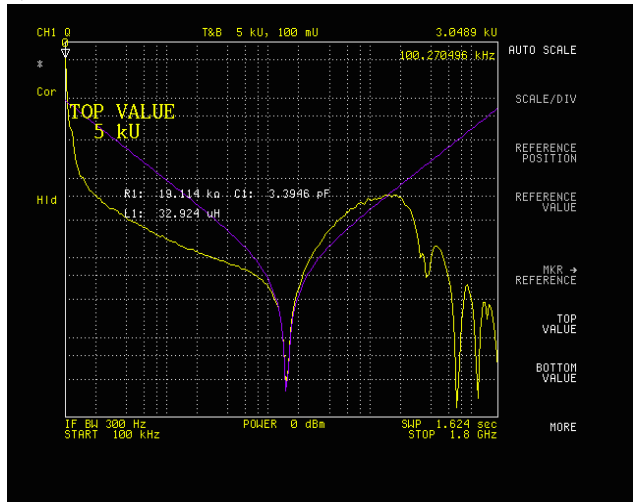 CH1 Q T&B 5 kU, 100 mU 3.0489 kU
0
100.270496 kHz
*
Cor
TOP VALUE
5 kU
Hld
R1: 19.114 kΩ C1: 3.3946 pF
L1: 32.924 uH
IF BW 300 Hz POWER 0 dBm SWP 1.624 sec
START 100 kHz STOP 1.8 GHz
AUTO SCALE
SCALE/DIV
REFERENCE
POSITION
REFERENCE
VALUE
MKR →
REFERENCE
TOP
VALUE
BOTTOM
VALUE
MORE